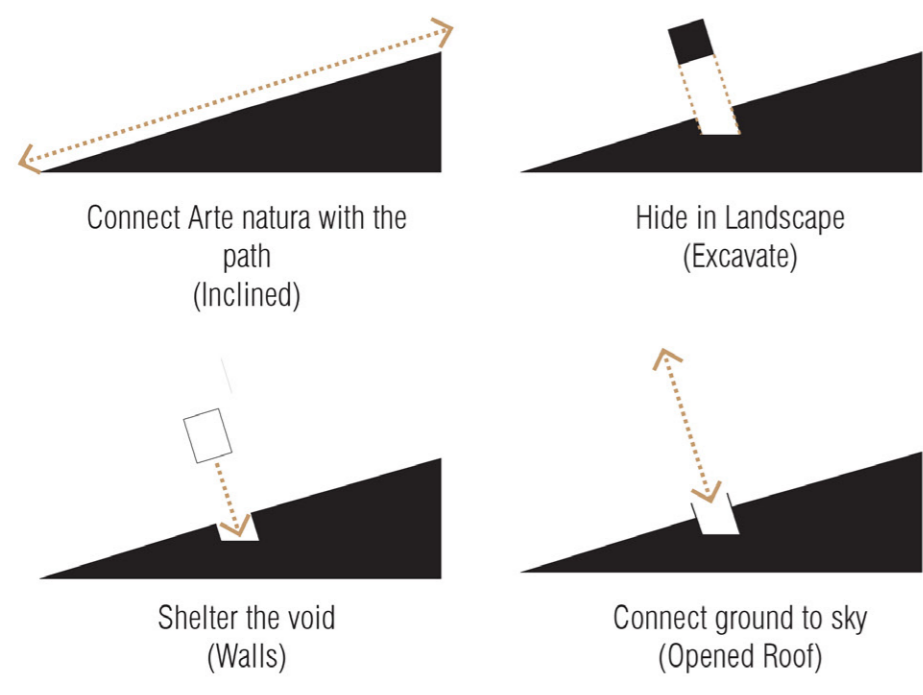 Connect Arte natura with the
path
(Inclined)
Hide in Landscape
(Excavate)
Shelter the void
(Walls)
Connect ground to sky
(Opened Roof)